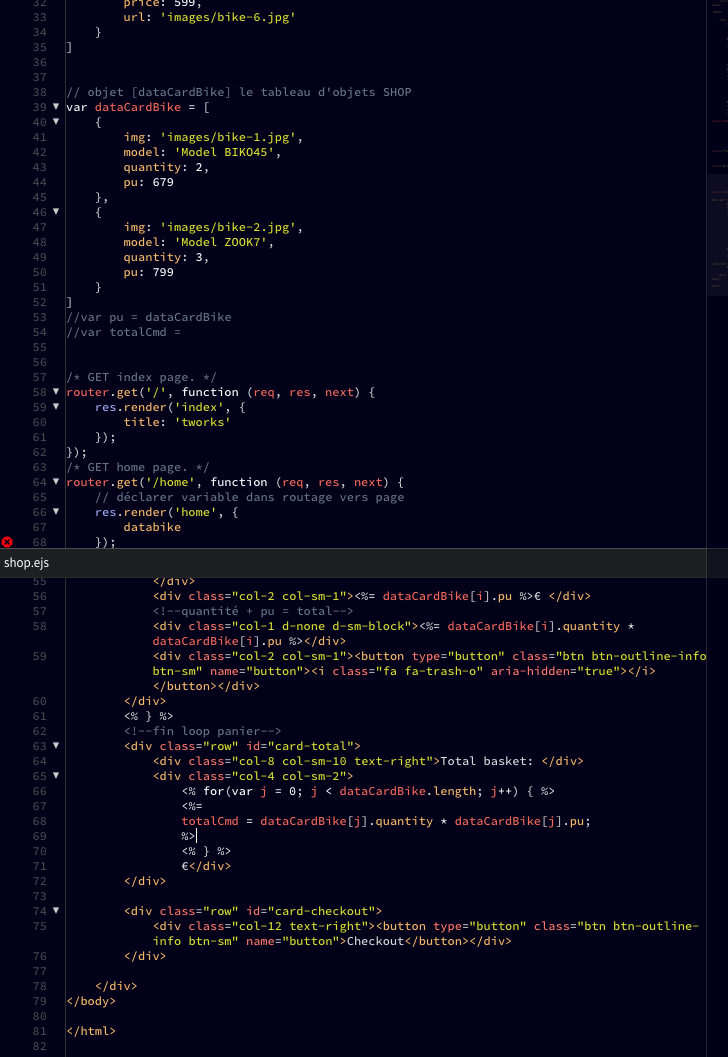 32 price: 599,
33 url: 'images/bike-6.jpg'
34 }
35 ]
36
37
38 // objet [dataCardBike] le tableau d'objets SHOP
39 var dataCardBike = [
40 {
41 img: 'images/bike-1.jpg',
42 model: 'Model BIKO45',
43 quantity: 2,
44 pu: 679
45 },
46 {
47 img: 'images/bike-2.jpg',
48 model: 'Model ZOOK7',
49 quantity: 3,
50 pu: 799
51 }
52 ]
53 //var pu = dataCardBike
54 //var totalCmd =
55
56
57 /* GET index page. */
58 router.get('/', function (req, res, next) {
59 res.render('index', {
60 title: 'tworks'
61 });
62 });
63 /* GET home page. */
64 router.get('/home', function (req, res, next) {
65 // déclarer variable dans routage vers page
66 res.render('home', {
67 databike
68 });
shop.ejs
55 </div>
56 <div class="col-2 col-sm-1"><%= dataCardBike[i].pu %>€ </div>
57 <!--quantité + pu = total-->
58 <div class="col-1 d-none d-sm-block"><%= dataCardBike[i].quantity *
dataCardBike[i].pu %></div>
59 <div class="col-2 col-sm-1"><button type="button" class="btn btn-outline-info
btn-sm" name="button"><i class="fa fa-trash-o" aria-hidden="true"></i>
</button></div>
60 </div>
61 <% } %>
62 <!--fin loop panier-->
63 <div class="row" id="card-total">
64 <div class="col-8 col-sm-10 text-right">Total basket: </div>
65 <div class="col-4 col-sm-2">
66 <% for(var j = 0; j < dataCardBike.length; j++) { %>
67 <%=
68 totalCmd = dataCardBike[j].quantity * dataCardBike[j].pu;
69 %>
70 <% } %>
71 €</div>
72 </div>
73
74 <div class="row" id="card-checkout">
75 <div class="col-12 text-right"><button type="button" class="btn btn-outline-
info btn-sm" name="button">Checkout</button></div>
76 </div>
77
78 </div>
79 </body>
80
81 </html>
82